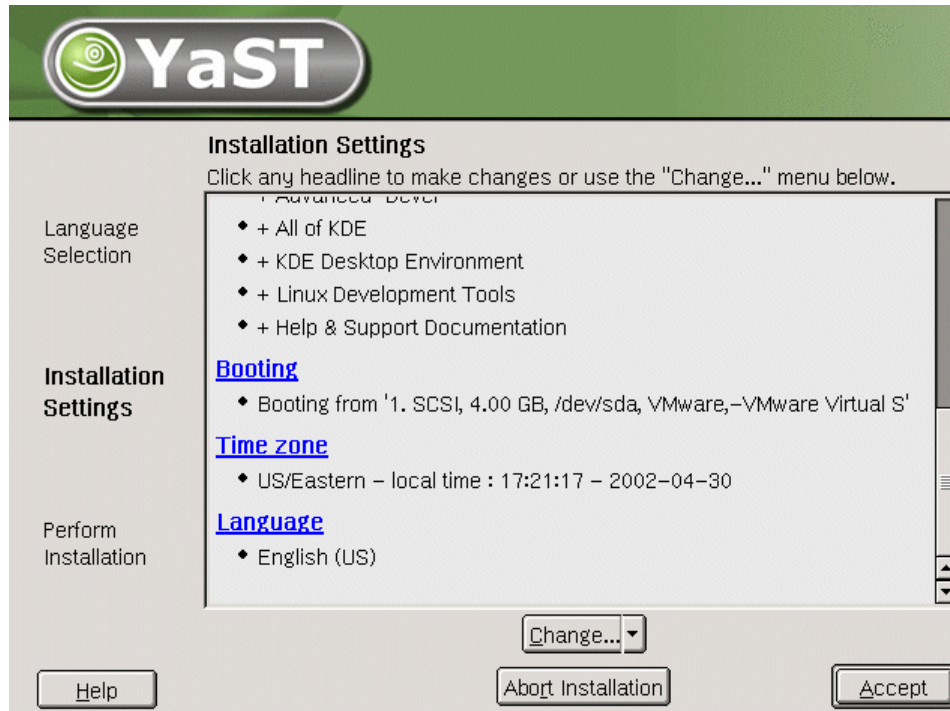 YaST
Installation Settings
Click any headline to make changes or use the "Change..." menu below.
Language
Selection
Installation
Settings
Perform
Installation
+ Advanced Devel
◆ + All of KDE
◆ + KDE Desktop Environment
◆ + Linux Development Tools
◆ + Help & Support Documentation
Booting
◆ Booting from '1. SCSI, 4.00 GB, /dev/sda, VMware,-VMware Virtual S'
Time zone
◆ US/Eastern – local time : 17:21:17 – 2002–04–30
Language
◆ English (US)
Change...
Help
Abort Installation
Accept